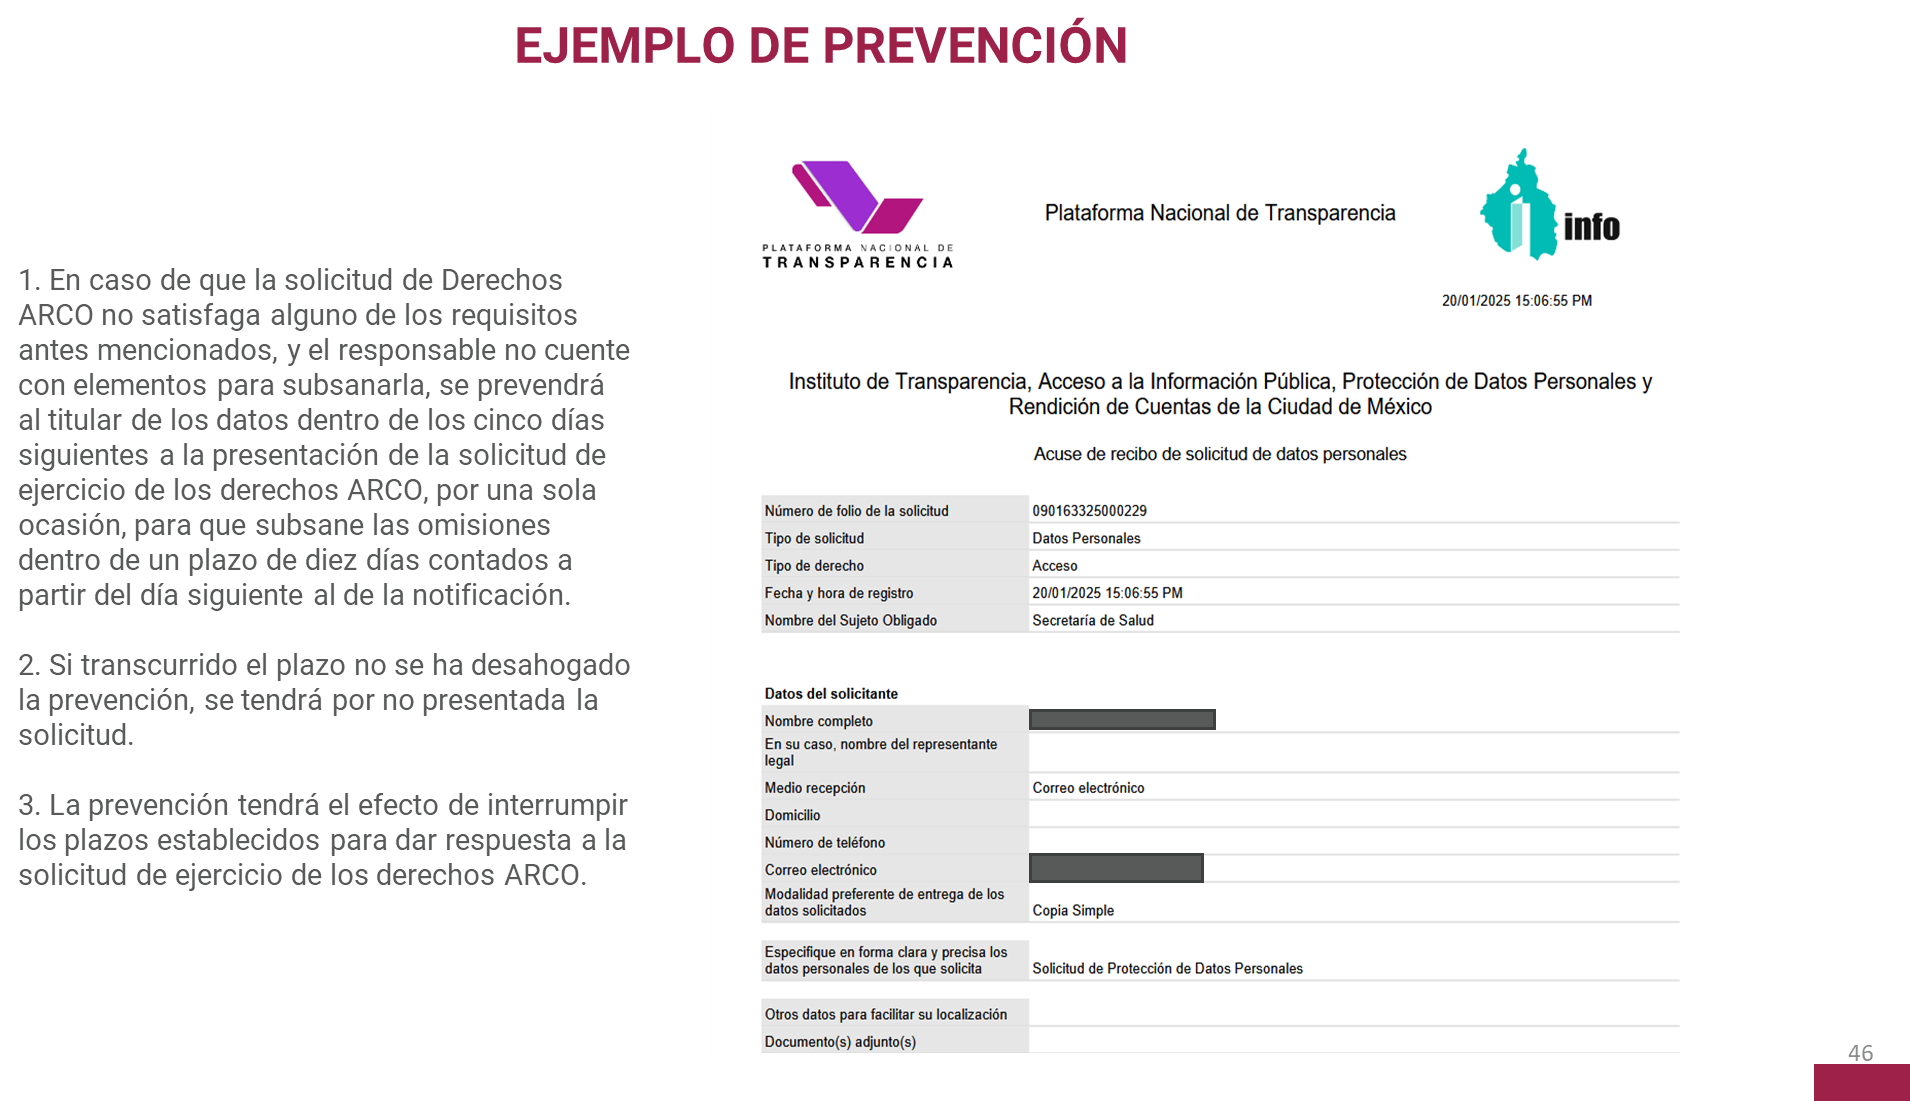 EJEMPLO DE PREVENCIÓN
1. En caso de que la solicitud de Derechos
ARCO no satisfaga alguno de los requisitos
antes mencionados, y el responsable no cuente
con elementos para subsanarla, se prevendrá
al titular de los datos dentro de los cinco días
siguientes a la presentación de la solicitud de
ejercicio de los derechos ARCO, por una sola
ocasión, para que subsane las omisiones
dentro de un plazo de diez días contados a
partir del día siguiente al de la notificación.
2. Si transcurrido el plazo no se ha desahogado
la prevención, se tendrá por no presentada la
solicitud.
3. La prevención tendrá el efecto de interrumpir
los plazos establecidos para dar respuesta a la
solicitud de ejercicio de los derechos ARCO.
PLATAFORMA NACIONAL DE
TRANSPARENCIA
Plataforma Nacional de Transparencia
info
20/01/2025 15:06:55 PM
Instituto de Transparencia, Acceso a la Información Pública, Protección de Datos Personales y
Rendición de Cuentas de la Ciudad de México
Acuse de recibo de solicitud de datos personales
Número de folio de la solicitud 090163325000229
Tipo de solicitud Datos Personales
Tipo de derecho Acceso
Fecha y hora de registro 20/01/2025 15:06:55 PM
Nombre del Sujeto Obligado Secretaría de Salud
Datos del solicitante
Nombre completo
En su caso, nombre del representante
legal
Medio recepción Correo electrónico
Domicilio
Número de teléfono
Correo electrónico
Modalidad preferente de entrega de los
datos solicitados Copia Simple
Especifique en forma clara y precisa los
datos personales de los que solicita Solicitud de Protección de Datos Personales
Otros datos para facilitar su localización
Documento(s) adjunto(s)
46